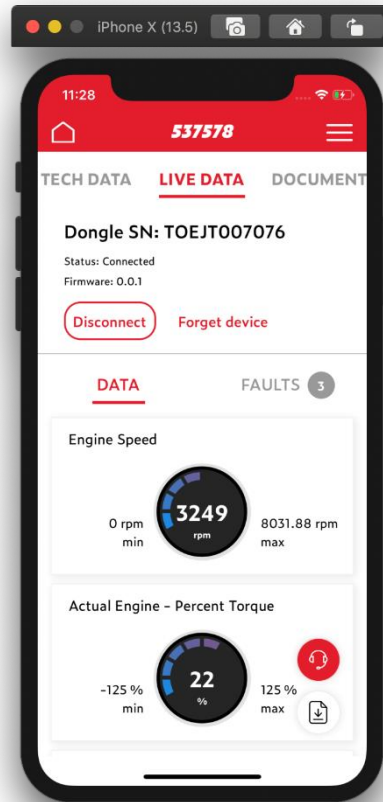 iPhone X (13.5)
11:28
537578
TECH DATA LIVE DATA DOCUMENT
Dongle SN: TOEJT007076
Status: Connected
Firmware: 0.0.1
Disconnect Forget device
DATA FAULTS 3
Engine Speed
3249
rpm
0 rpm
min
8031.88 rpm
max
Actual Engine - Percent Torque
22
%
-125 %
min
125 %
max